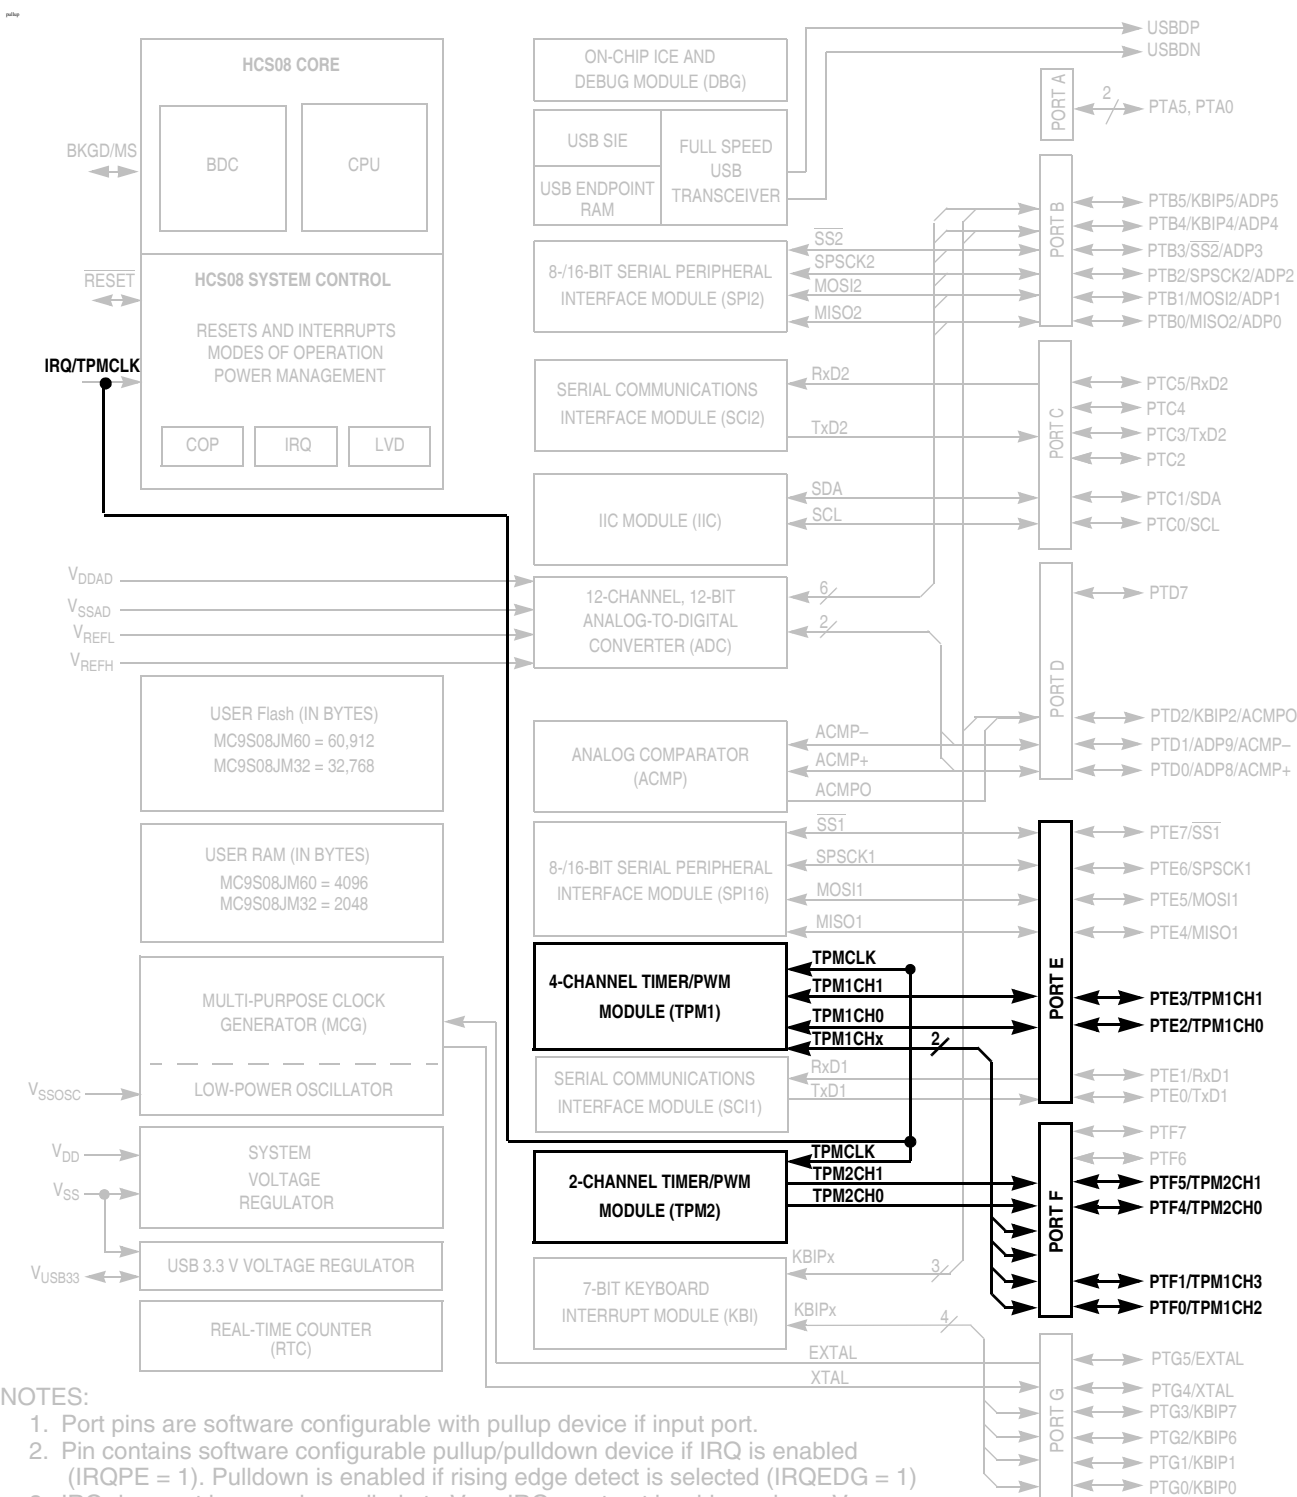 pullup
HCS08 CORE
BDC
CPU
BKGD/MS
HCS08 SYSTEM CONTROL
RESET
RESETS AND INTERRUPTS
MODES OF OPERATION
POWER MANAGEMENT
IRQ/TPMCLK
COP
IRQ
LVD
VDDAD
VSSAD
VREFL
VREFH
USER Flash (IN BYTES)
MC9S08JM60 = 60,912
MC9S08JM32 = 32,768
USER RAM (IN BYTES)
MC9S08JM60 = 4096
MC9S08JM32 = 2048
MULTI-PURPOSE CLOCK
GENERATOR (MCG)
LOW-POWER OSCILLATOR
VSSOSC
VDD
VSS
SYSTEM
VOLTAGE
REGULATOR
USB 3.3 V VOLTAGE REGULATOR
VUSB33
REAL-TIME COUNTER
(RTC)
ON-CHIP ICE AND
DEBUG MODULE (DBG)
USB SIE
USB ENDPOINT
RAM
FULL SPEED
USB
TRANSCEIVER
8-/16-BIT SERIAL PERIPHERAL
INTERFACE MODULE (SPI2)
SS2
SPSCK2
MOSI2
MISO2
SERIAL COMMUNICATIONS
INTERFACE MODULE (SCI2)
RxD2
TxD2
IIC MODULE (IIC)
SDA
SCL
12-CHANNEL, 12-BIT
ANALOG-TO-DIGITAL
CONVERTER (ADC)
6
2
ANALOG COMPARATOR
(ACMP)
ACMP–
ACMP+
ACMPO
8-/16-BIT SERIAL PERIPHERAL
INTERFACE MODULE (SPI16)
SS1
SPSCK1
MOSI1
MISO1
4-CHANNEL TIMER/PWM
MODULE (TPM1)
TPMCLK
TPM1CH1
TPM1CH0
TPM1CHx
2
SERIAL COMMUNICATIONS
INTERFACE MODULE (SCI1)
RxD1
TxD1
2-CHANNEL TIMER/PWM
MODULE (TPM2)
TPMCLK
TPM2CH1
TPM2CH0
7-BIT KEYBOARD
INTERRUPT MODULE (KBI)
KBIPx
3
KBIPx
4
EXTAL
XTAL
USBDP
USBDN
PORT A
2
PTA5, PTA0
PORT B
PTB5/KBIP5/ADP5
PTB4/KBIP4/ADP4
PTB3/SS2/ADP3
PTB2/SPSCK2/ADP2
PTB1/MOSI2/ADP1
PTB0/MISO2/ADP0
PORT C
PTC5/RxD2
PTC4
PTC3/TxD2
PTC2
PTC1/SDA
PTC0/SCL
PORT D
PTD7
PTD2/KBIP2/ACMPO
PTD1/ADP9/ACMP–
PTD0/ADP8/ACMP+
PORT E
PTE7/SS1
PTE6/SPSCK1
PTE5/MOSI1
PTE4/MISO1
PTE3/TPM1CH1
PTE2/TPM1CH0
PTE1/RxD1
PTE0/TxD1
PORT F
PTF7
PTF6
PTF5/TPM2CH1
PTF4/TPM2CH0
PTF1/TPM1CH3
PTF0/TPM1CH2
PORT G
PTG5/EXTAL
PTG4/XTAL
PTG3/KBIP7
PTG2/KBIP6
PTG1/KBIP1
PTG0/KBIP0
NOTES:
1. Port pins are software configurable with pullup device if input port.
2. Pin contains software configurable pullup/pulldown device if IRQ is enabled
(IRQPE = 1). Pulldown is enabled if rising edge detect is selected (IRQEDG = 1)